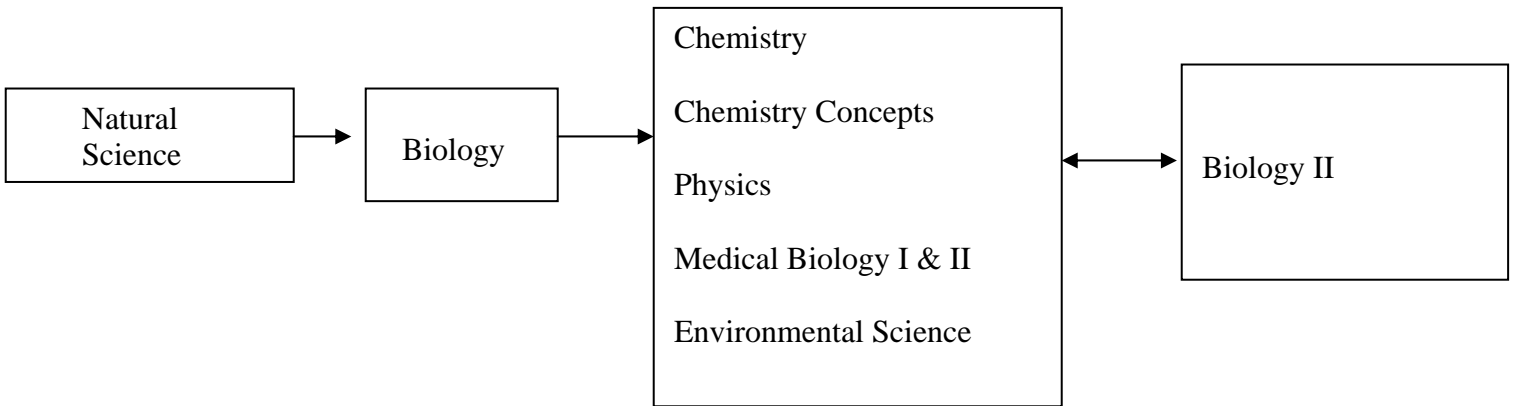 Natural
Science
Biology
Chemistry
Chemistry Concepts
Physics
Medical Biology I & II
Environmental Science
Biology II